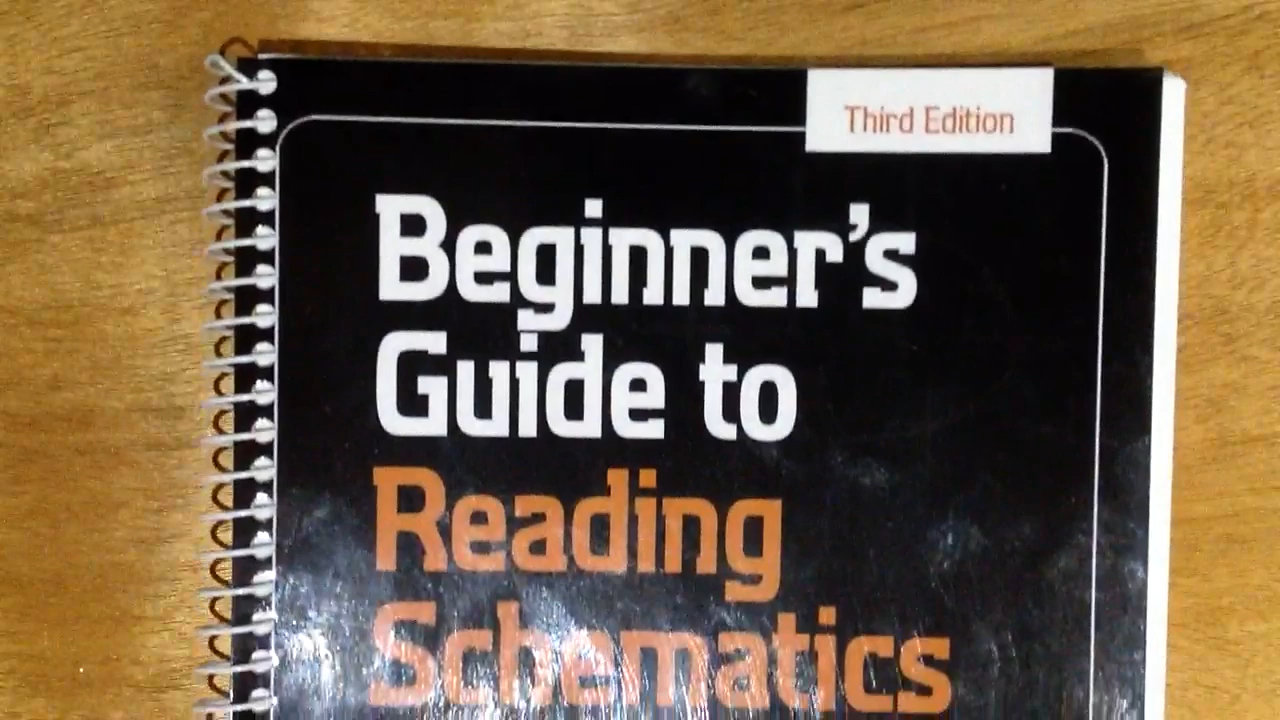 Third Edition
Beginner's
Guide to
Reading
Schematics